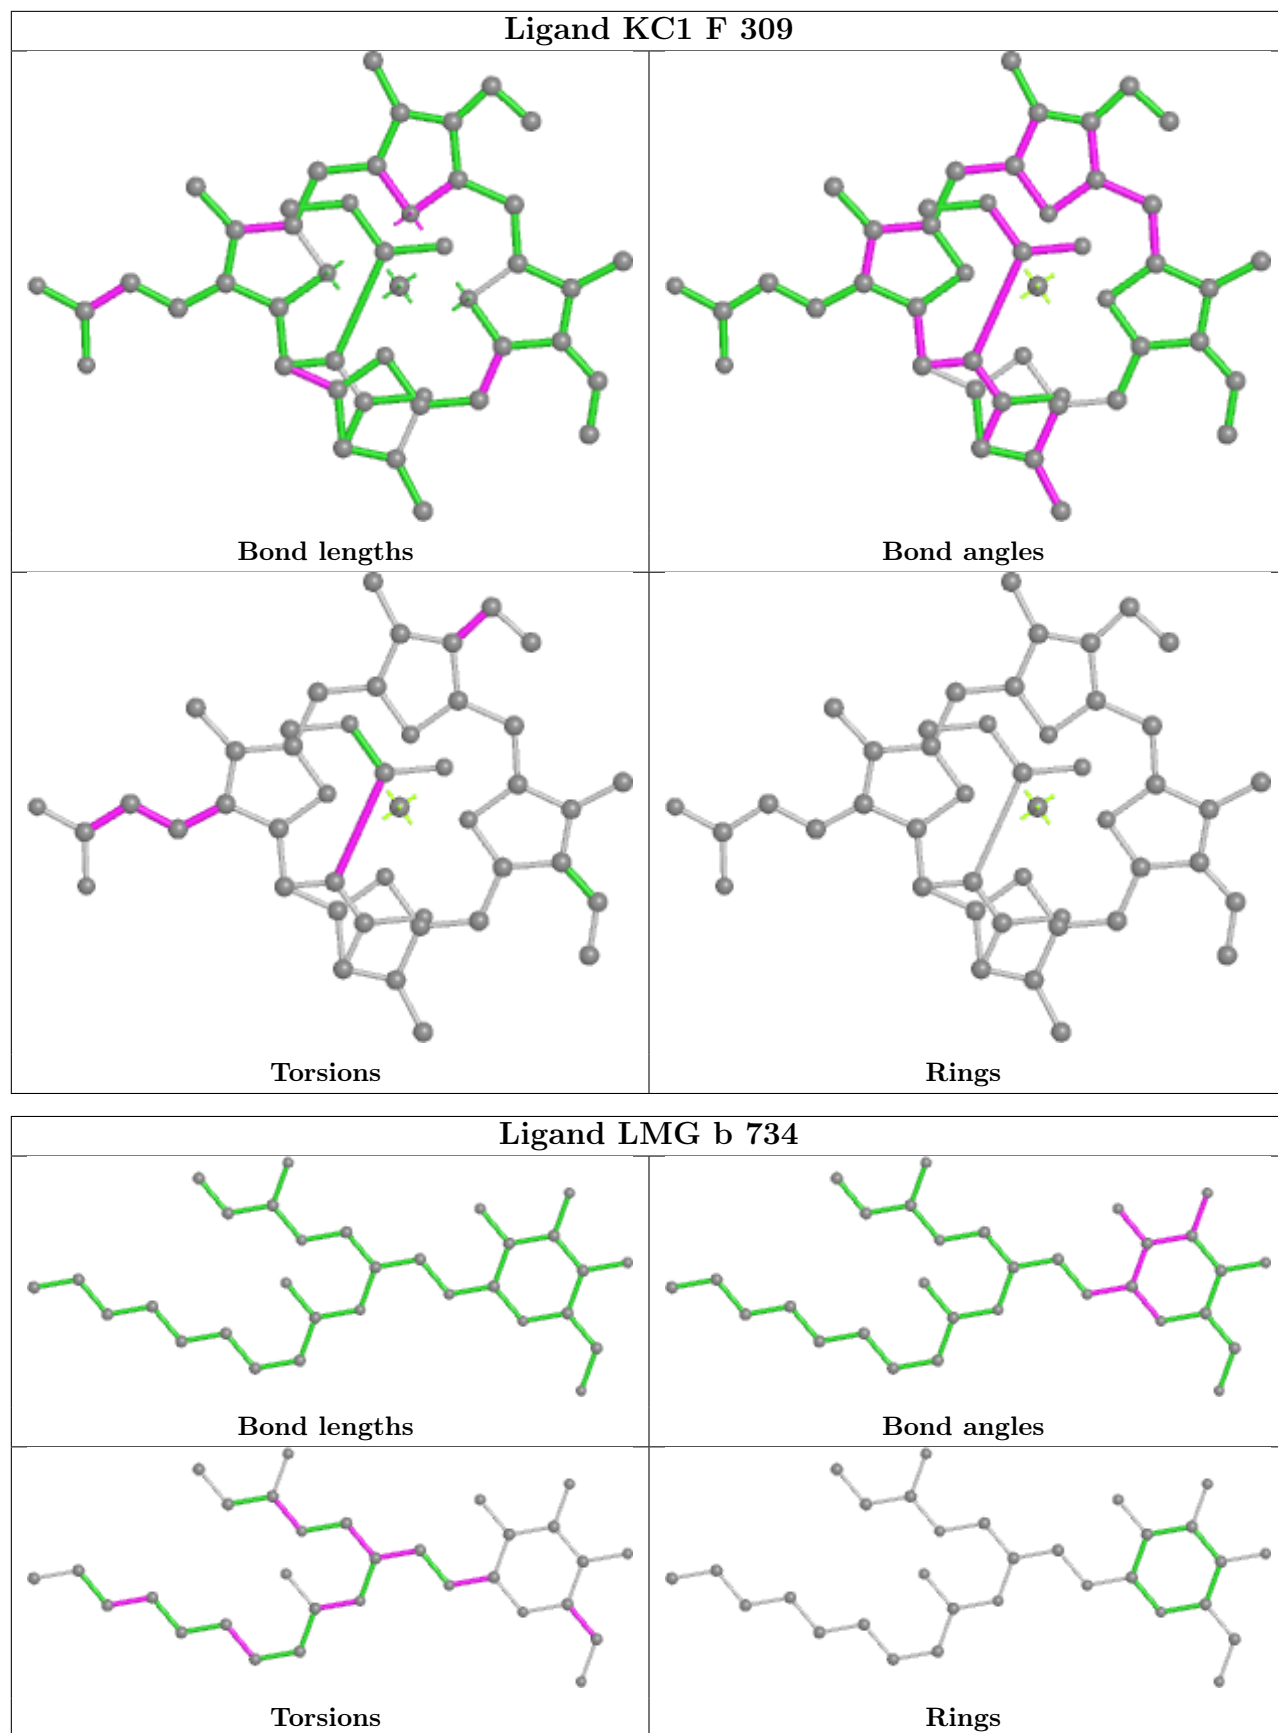 Ligand KC1 F 309
Bond lengths
Bond angles
Torsions
Rings
Ligand LMG b 734
Bond lengths
Bond angles
Torsions
Rings